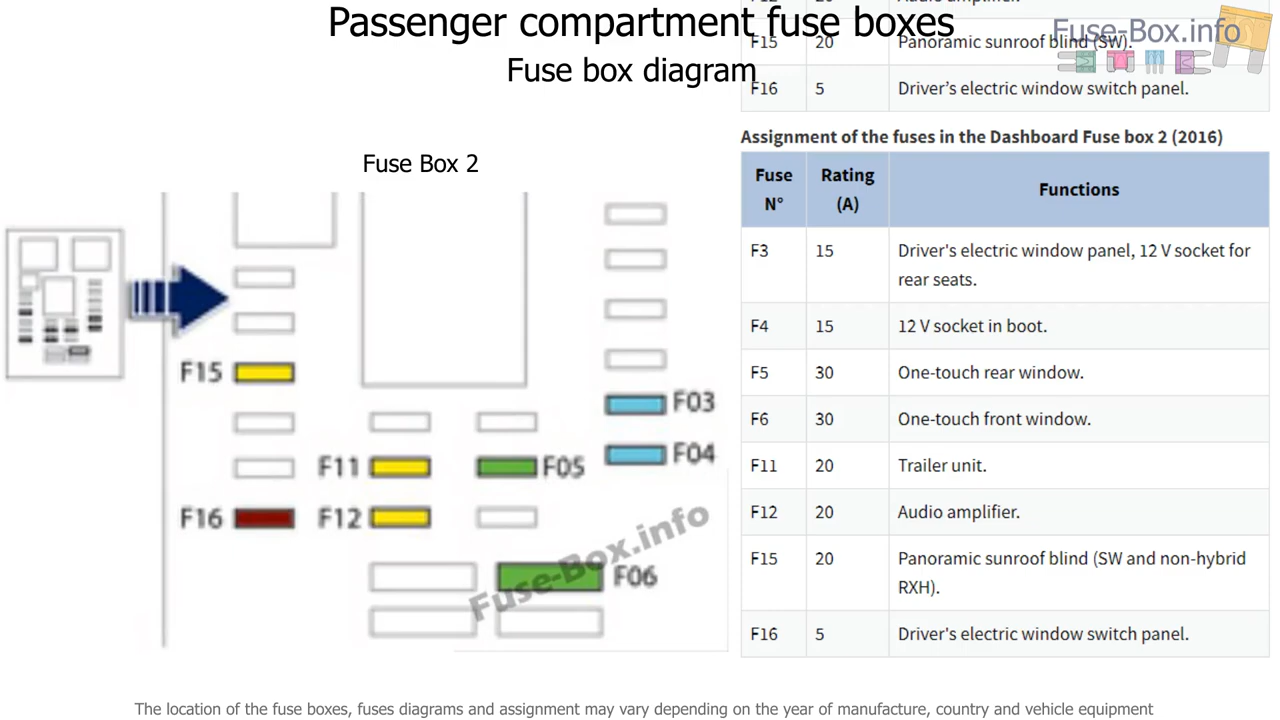 Passenger compartment fuse boxes
Fuse box diagram
Fuse-Box.info
F12 20 Audio amplifier.
F15 20 Panoramic sunroof blind (SW).
F16 5 Driver’s electric window switch panel.
Assignment of the fuses in the Dashboard Fuse box 2 (2016)
Fuse N° Rating (A) Functions
F3 15 Driver's electric window panel, 12 V socket for
rear seats.
F4 15 12 V socket in boot.
F5 30 One-touch rear window.
F6 30 One-touch front window.
F11 20 Trailer unit.
F12 20 Audio amplifier.
F15 20 Panoramic sunroof blind (SW and non-hybrid
RXH).
F16 5 Driver's electric window switch panel.
Fuse Box 2
F15
F03
F04
F11
F05
F16
F12
F06
Fuse-Box.info
The location of the fuse boxes, fuses diagrams and assignment may vary depending on the year of manufacture, country and vehicle equipment